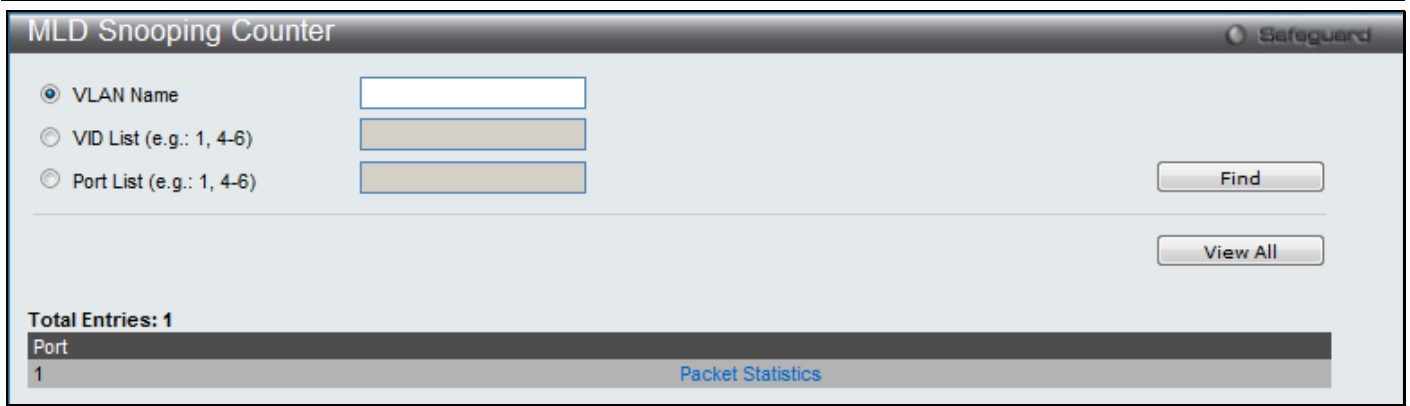 MLD Snooping Counter
Safeguard
VLAN Name
VID List (e.g.: 1, 4-6)
Port List (e.g.: 1, 4-6)
Find
View All
Total Entries: 1
Port
1 Packet Statistics